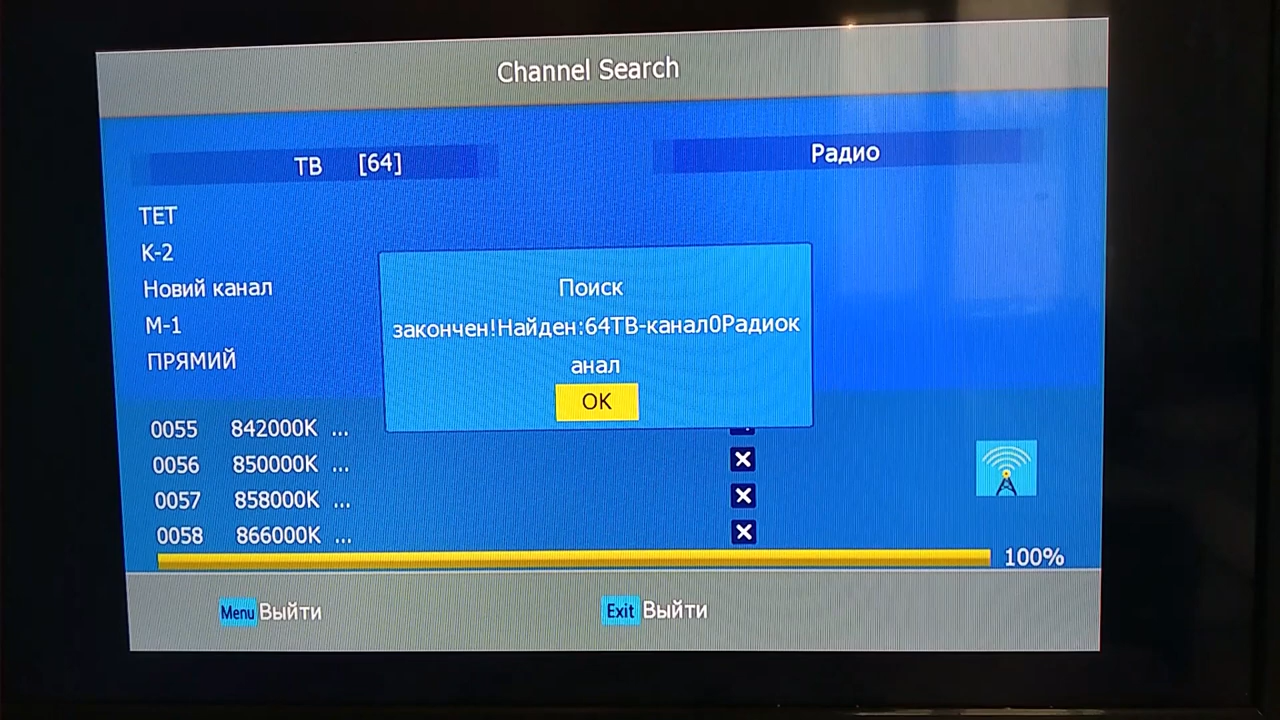 Channel Search
ТВ [64]
Радио
ТЕТ
К-2
Новий канал
М-1
ПРЯМИЙ
Поиск
закончен!Найден:64ТВ-канал0Радиок
анал
OK
0055 842000K ...
0056 850000K ...
0057 858000K ...
0058 866000K ...
100%
Menu Выйти
Exit Выйти